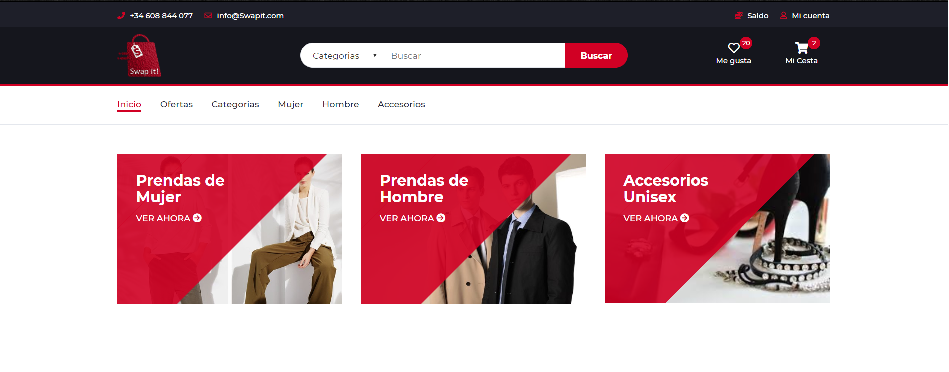 +34 608 844 077
info@Swapit.com
Saldo
Mi cuenta
Swap it!
Categorias
Buscar
Buscar
20
Me gusta
2
Mi Cesta
Inicio
Ofertas
Categorias
Mujer
Hombre
Accesorios
Prendas de
Mujer
VER AHORA
Prendas de
Hombre
VER AHORA
Accesorios
Unisex
VER AHORA